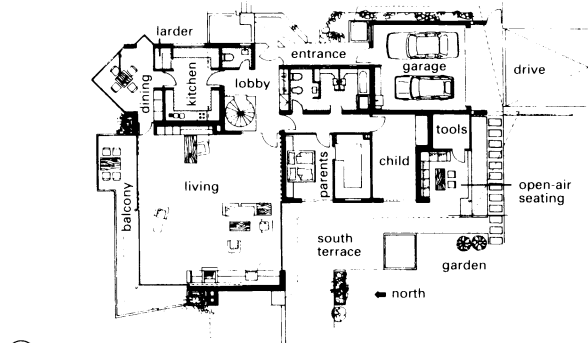 larder
entrance
garage
drive
dining
kitchen
lobby
tools
parents
child
living
balcony
open-air
seating
south
terrace
garden
north